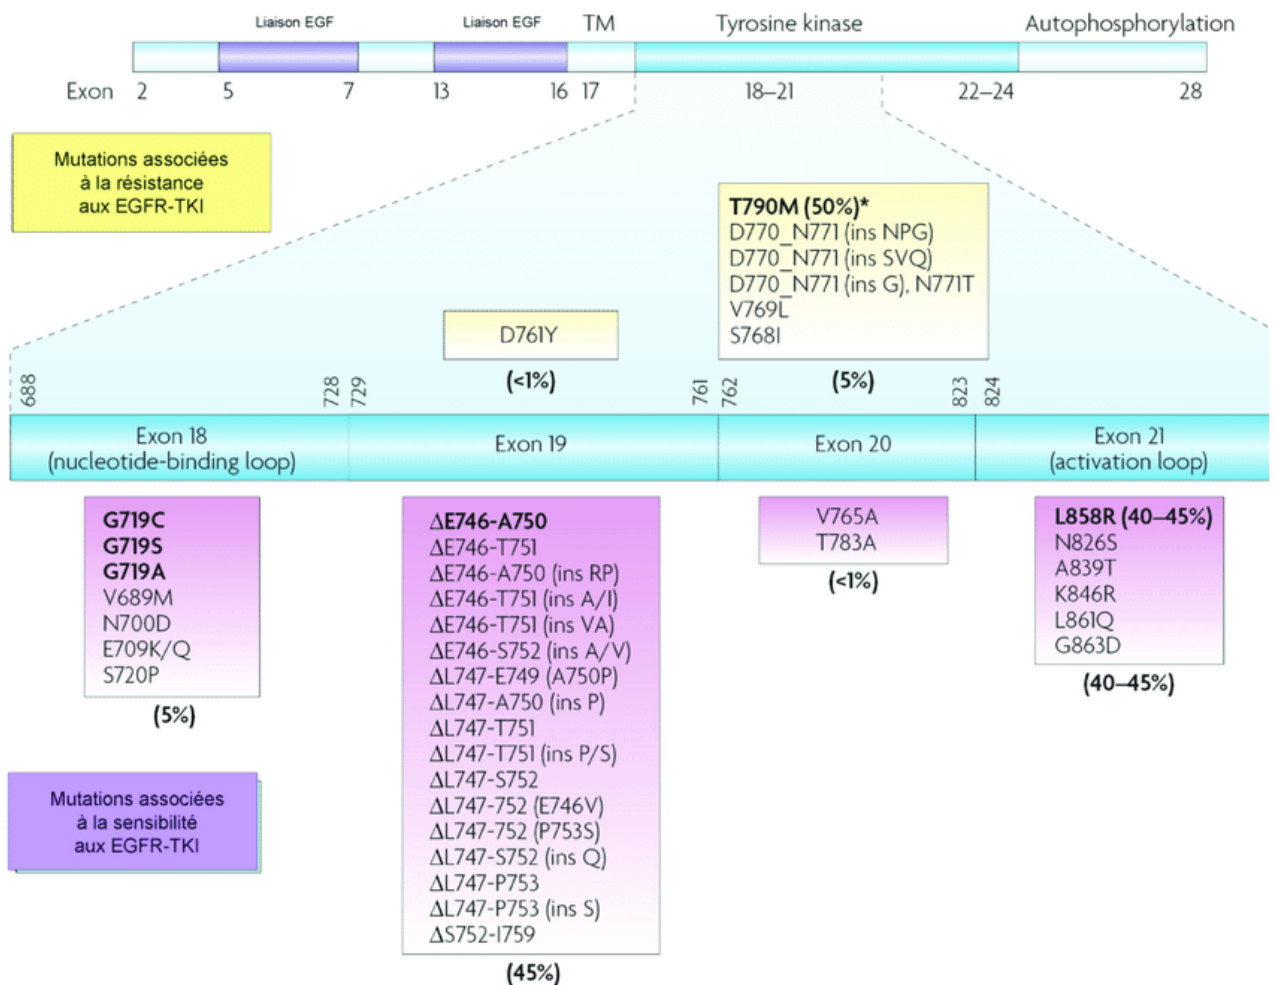 Liaison EGF
Liaison EGF
TM
Tyrosine kinase
Autophosphorylation
Exon 2 5 7 13 16 17 18–21 22–24 28
Mutations associées
à la résistance
aux EGFR-TKI
T790M (50%)*
D770_N771 (ins NPG)
D770_N771 (ins SVQ)
D770_N771 (ins G), N771T
V769L
S768I
(5%)
D761Y
(<1%)
688 728 729 761 762 823 824
Exon 18
(nucleotide-binding loop)
Exon 19
Exon 20
Exon 21
(activation loop)
G719C
G719S
G719A
V689M
N700D
E709K/Q
S720P
(5%)
ΔE746-A750
ΔE746-T751
ΔE746-A750 (ins RP)
ΔE746-T751 (ins A/I)
ΔE746-T751 (ins VA)
ΔE746-S752 (ins A/V)
ΔL747-E749 (A750P)
ΔL747-A750 (ins P)
ΔL747-T751
ΔL747-T751 (ins P/S)
ΔL747-S752
ΔL747-752 (E746V)
ΔL747-752 (P753S)
ΔL747-S752 (ins Q)
ΔL747-P753
ΔL747-P753 (ins S)
ΔS752-I759
(45%)
V765A
T783A
(<1%)
L858R (40–45%)
N826S
A839T
K846R
L861Q
G863D
(40–45%)
Mutations associées
à la sensibilité
aux EGFR-TKI